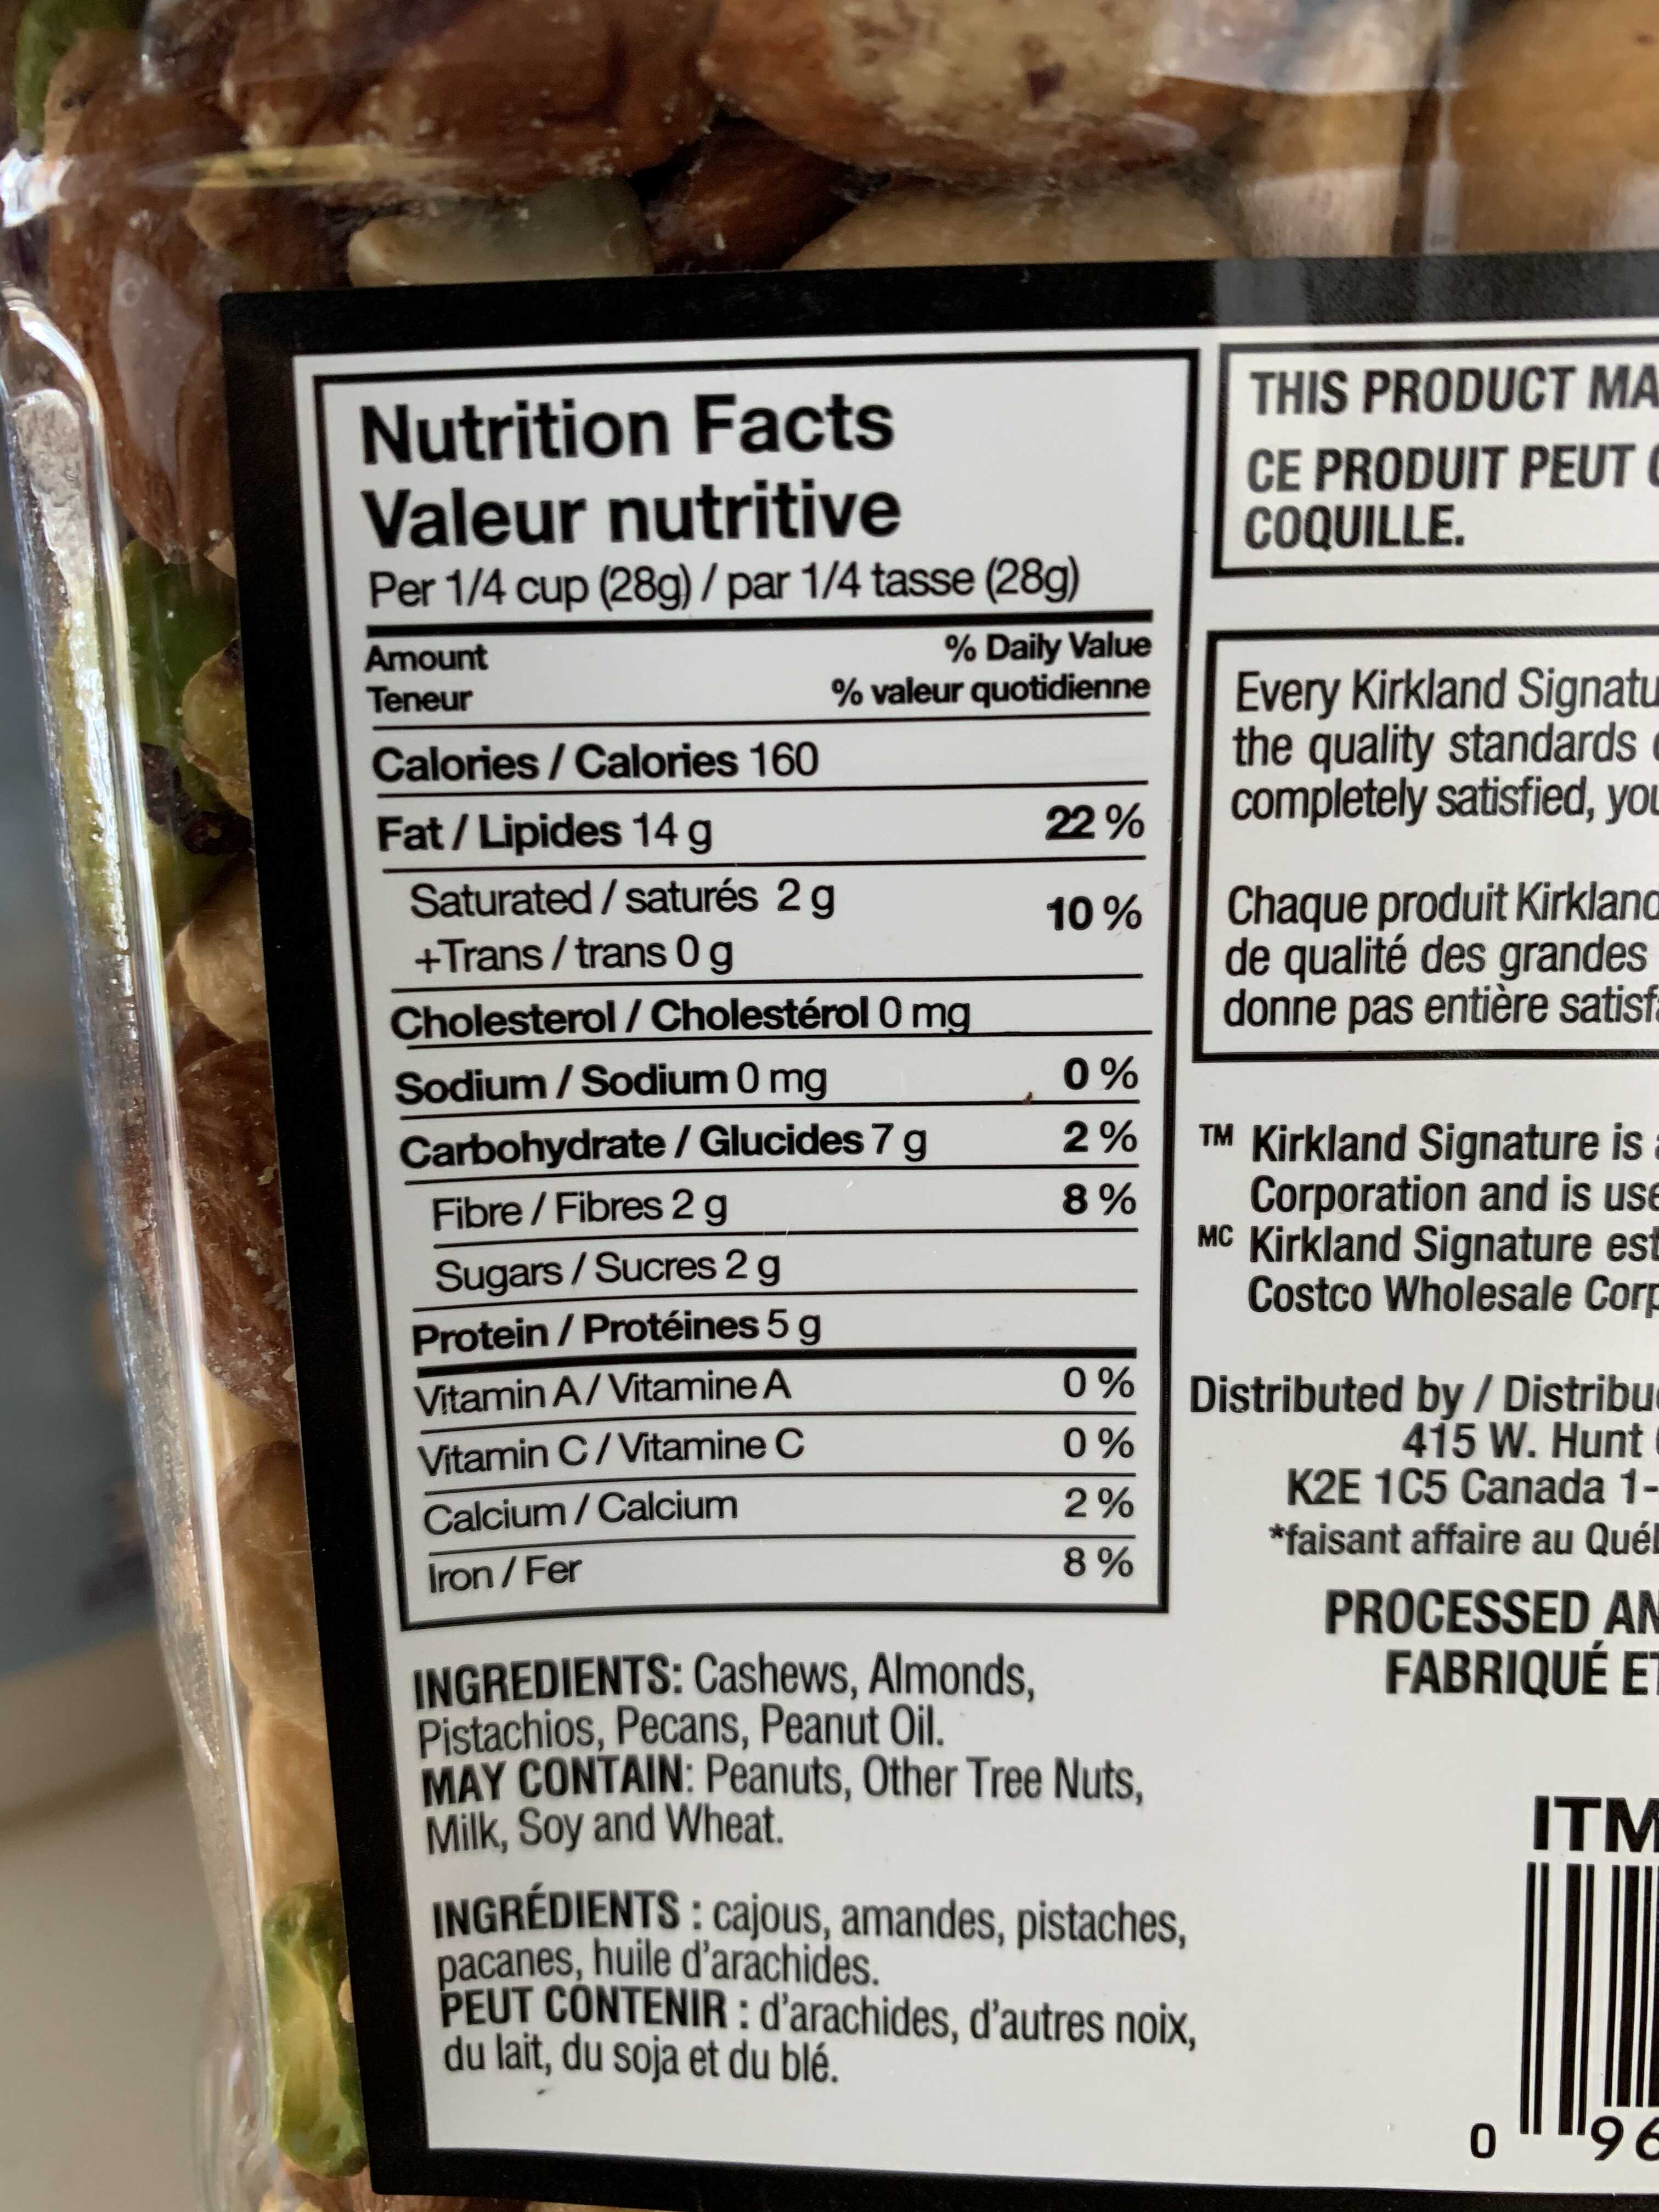 Nutrition Facts
Valeur nutritive
Per 1/4 cup (28g) / par 1/4 tasse (28g)
Amount % Daily Value
Teneur % valeur quotidienne
Calories / Calories 160
Fat / Lipides 14 g 22 %
Saturated / saturés 2 g 10 %
+Trans / trans 0 g
Cholesterol / Cholestérol 0 mg
Sodium / Sodium 0 mg 0 %
Carbohydrate / Glucides 7 g 2 %
Fibre / Fibres 2 g 8 %
Sugars / Sucres 2 g
Protein / Protéines 5 g
Vitamin A / Vitamine A 0 %
Vitamin C / Vitamine C 0 %
Calcium / Calcium 2 %
Iron / Fer 8 %
INGREDIENTS: Cashews, Almonds,
Pistachios, Pecans, Peanut Oil.
MAY CONTAIN: Peanuts, Other Tree Nuts,
Milk, Soy and Wheat.
INGRÉDIENTS : cajous, amandes, pistaches,
pacanes, huile d'arachides.
PEUT CONTENIR : d'arachides, d'autres noix,
du lait, du soja et du blé.
THIS PRODUCT MA
CE PRODUIT PEUT
COQUILLE.
Every Kirkland Signatu
the quality standards
completely satisfied, you
Chaque produit Kirkland
de qualité des grandes
donne pas entière satisfa
TM Kirkland Signature is
Corporation and is use
MC Kirkland Signature est
Costco Wholesale Corp
Distributed by / Distribu
415 W. Hunt
K2E 1C5 Canada 1-
*faisant affaire au Qué
PROCESSED AN
FABRIQUÉ ET
ITM
0 96